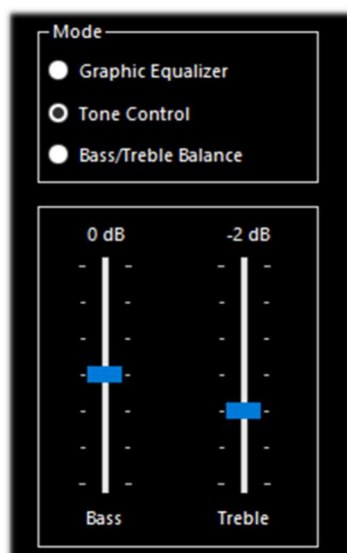 Mode
Graphic Equalizer
Tone Control
Bass/Treble Balance
0 dB -2 dB
Bass Treble